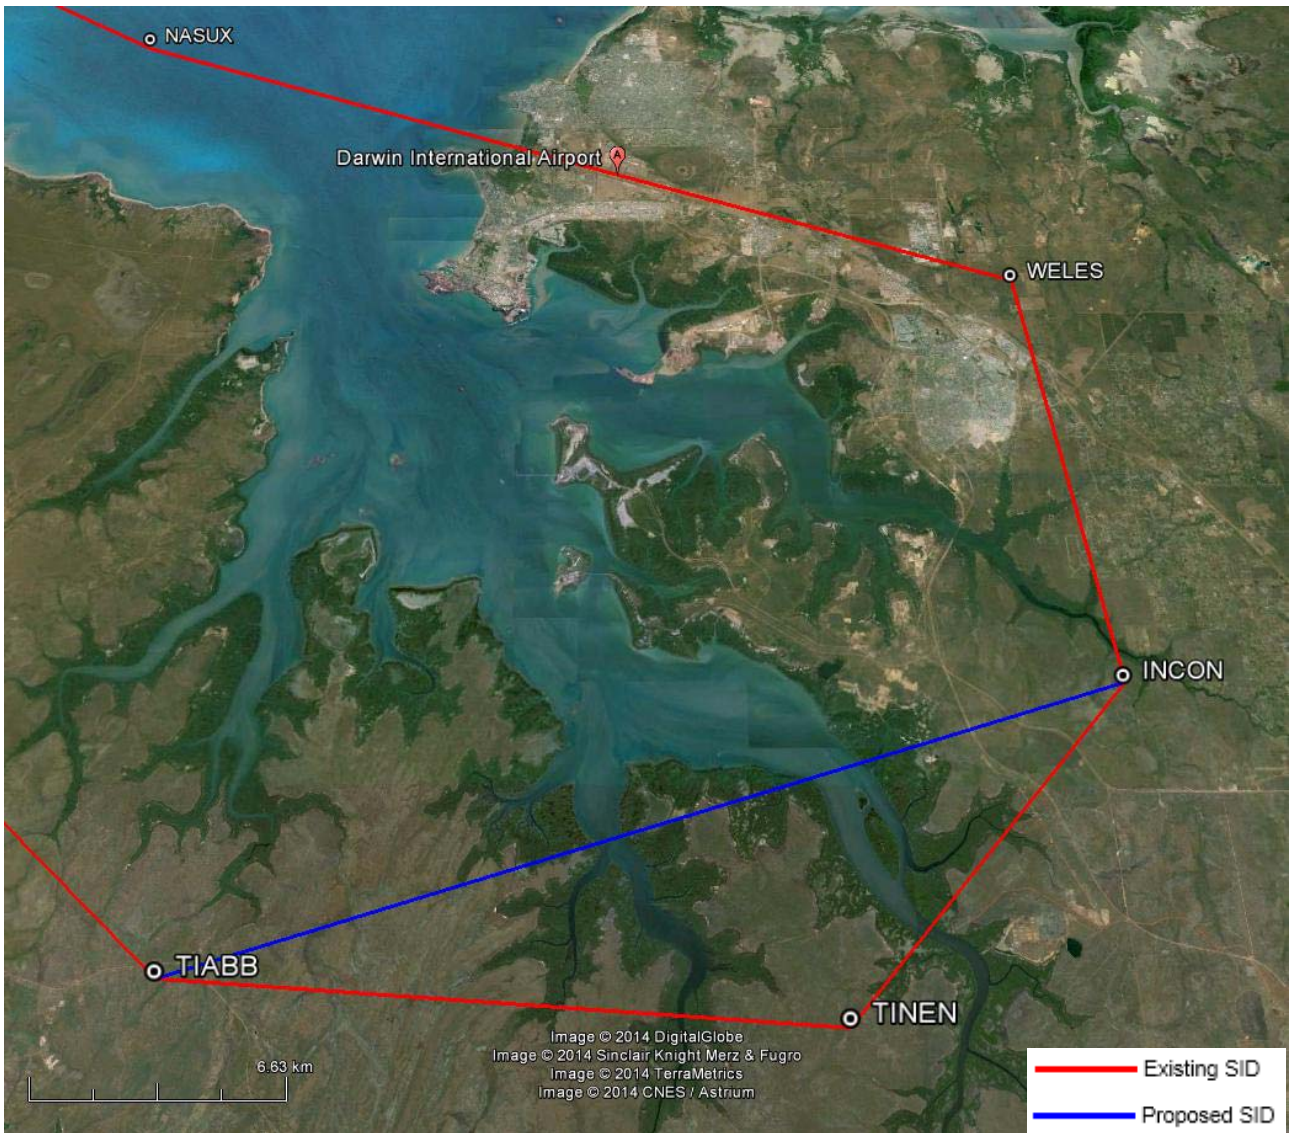 NASUX
Darwin International Airport
A
WELES
INCON
TIABB
TINEN
Image © 2014 DigitalGlobe
Image © 2014 Sinclair Knight Merz & Fugro
Image © 2014 TerraMetrics
Image © 2014 CNES / Astrium
6.63 km
Existing SID
Proposed SID